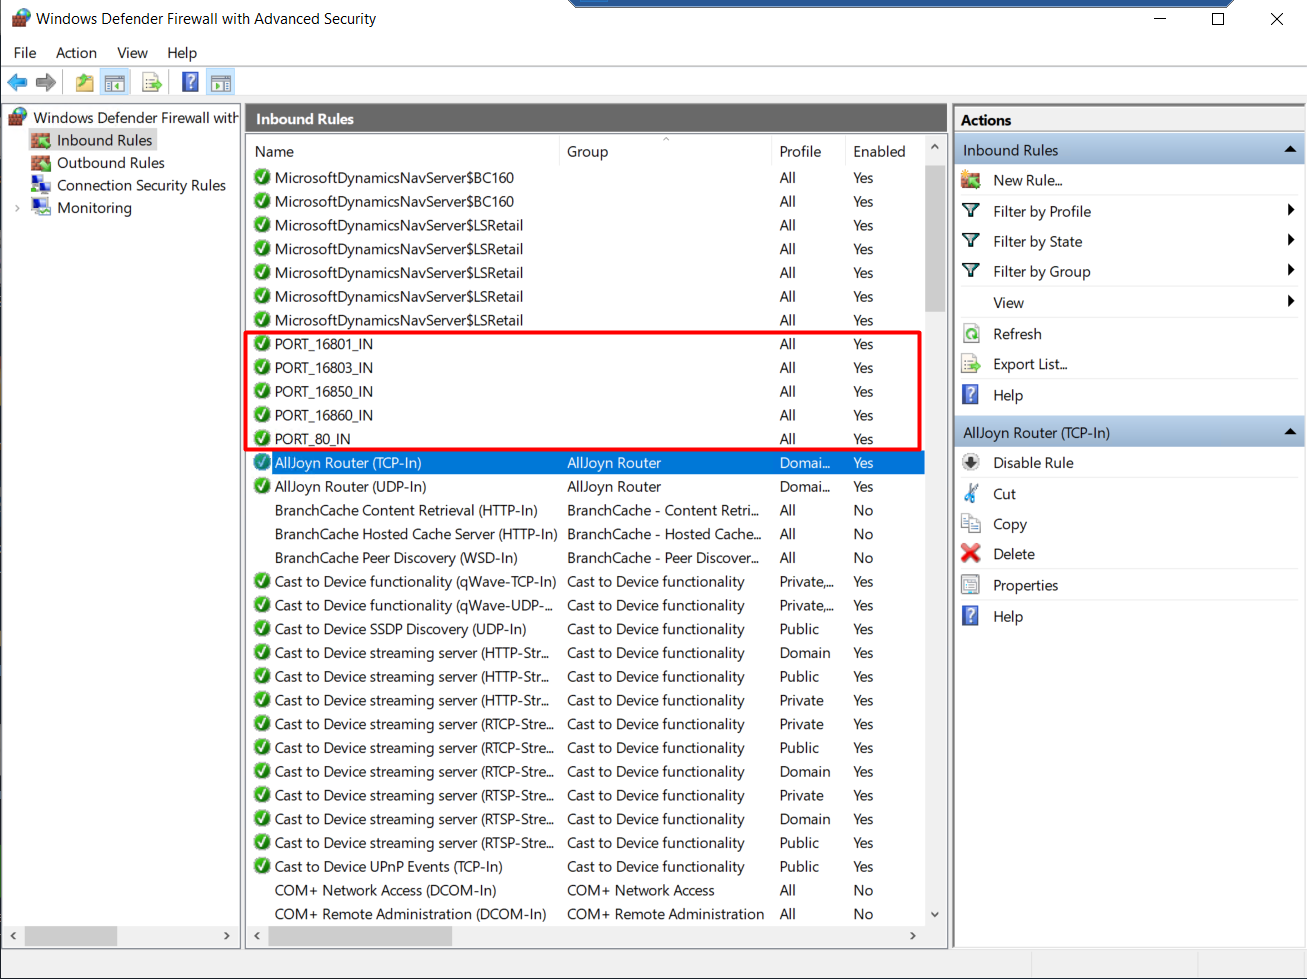 Windows Defender Firewall with Advanced Security
File Action View Help
Windows Defender Firewall with
Inbound Rules
Outbound Rules
Connection Security Rules
Monitoring
Inbound Rules
Name Group Profile Enabled
MicrosoftDynamicsNavServer$BC160 All Yes
MicrosoftDynamicsNavServer$BC160 All Yes
MicrosoftDynamicsNavServer$LSRetail All Yes
MicrosoftDynamicsNavServer$LSRetail All Yes
MicrosoftDynamicsNavServer$LSRetail All Yes
MicrosoftDynamicsNavServer$LSRetail All Yes
MicrosoftDynamicsNavServer$LSRetail All Yes
PORT_16801_IN All Yes
PORT_16803_IN All Yes
PORT_16850_IN All Yes
PORT_16860_IN All Yes
PORT_80_IN All Yes
AllJoyn Router (TCP-In) AllJoyn Router Domai... Yes
AllJoyn Router (UDP-In) AllJoyn Router Domai... Yes
BranchCache Content Retrieval (HTTP-In) BranchCache - Content Retri... All No
BranchCache Hosted Cache Server (HTTP-In) BranchCache - Hosted Cache... All No
BranchCache Peer Discovery (WSD-In) BranchCache - Peer Discover... All No
Cast to Device functionality (qWave-TCP-In) Cast to Device functionality Private,... Yes
Cast to Device functionality (qWave-UDP-... Cast to Device functionality Private,... Yes
Cast to Device SSDP Discovery (UDP-In) Cast to Device functionality Public Yes
Cast to Device streaming server (HTTP-Str... Cast to Device functionality Domain Yes
Cast to Device streaming server (HTTP-Str... Cast to Device functionality Public Yes
Cast to Device streaming server (HTTP-Str... Cast to Device functionality Private Yes
Cast to Device streaming server (RTCP-Stre... Cast to Device functionality Private Yes
Cast to Device streaming server (RTCP-Stre... Cast to Device functionality Public Yes
Cast to Device streaming server (RTCP-Stre... Cast to Device functionality Domain Yes
Cast to Device streaming server (RTSP-Stre... Cast to Device functionality Private Yes
Cast to Device streaming server (RTSP-Stre... Cast to Device functionality Domain Yes
Cast to Device streaming server (RTSP-Stre... Cast to Device functionality Public Yes
Cast to Device UPnP Events (TCP-In) Cast to Device functionality Public Yes
COM+ Network Access (DCOM-In) COM+ Network Access All No
COM+ Remote Administration (DCOM-In) COM+ Remote Administration All No
Actions
Inbound Rules
New Rule...
Filter by Profile
Filter by State
Filter by Group
View
Refresh
Export List...
Help
AllJoyn Router (TCP-In)
Disable Rule
Cut
Copy
Delete
Properties
Help